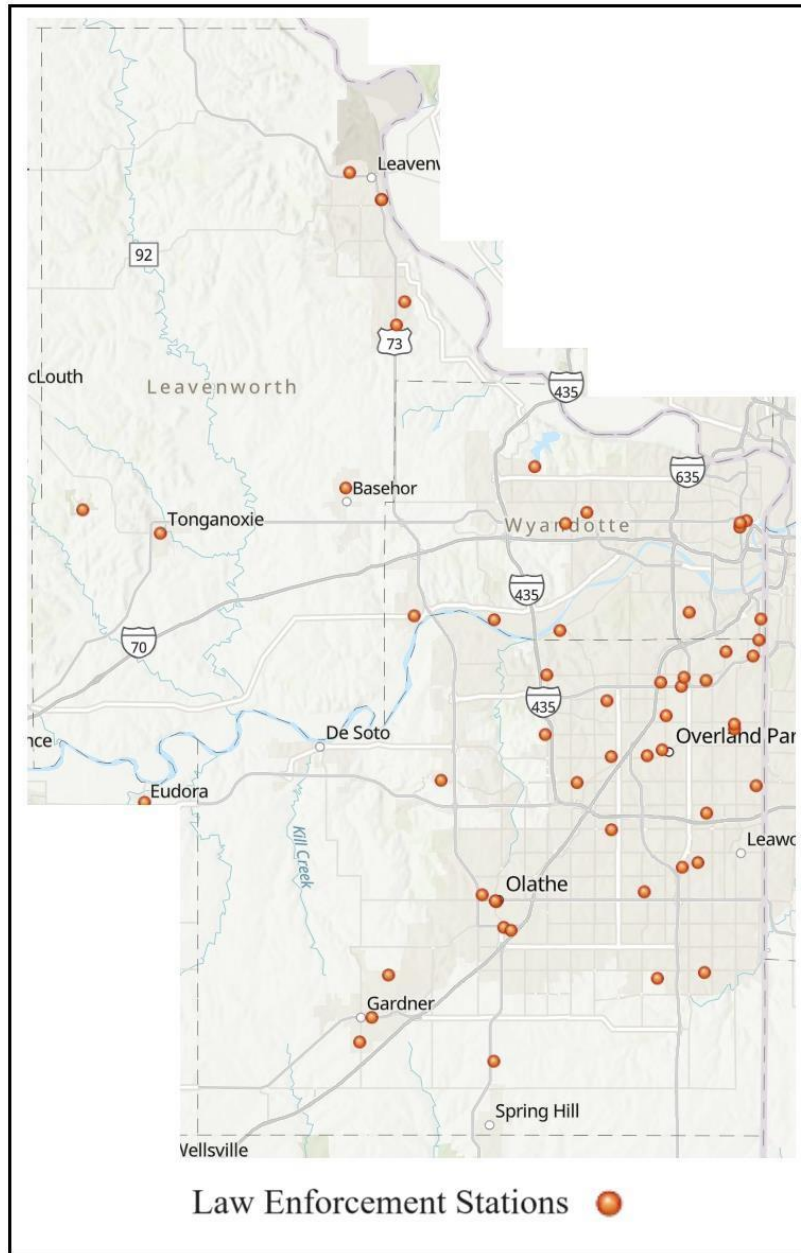 Leavenw
92
73
cLouth
Leavenworth
435
635
Basehor
Tonganoxie
Wyandotte
435
70
435
nce
De Soto
Overland Par
Eudora
Kill Creek
Leawo
Olathe
Gardner
Spring Hill
Wellsville
Law Enforcement Stations